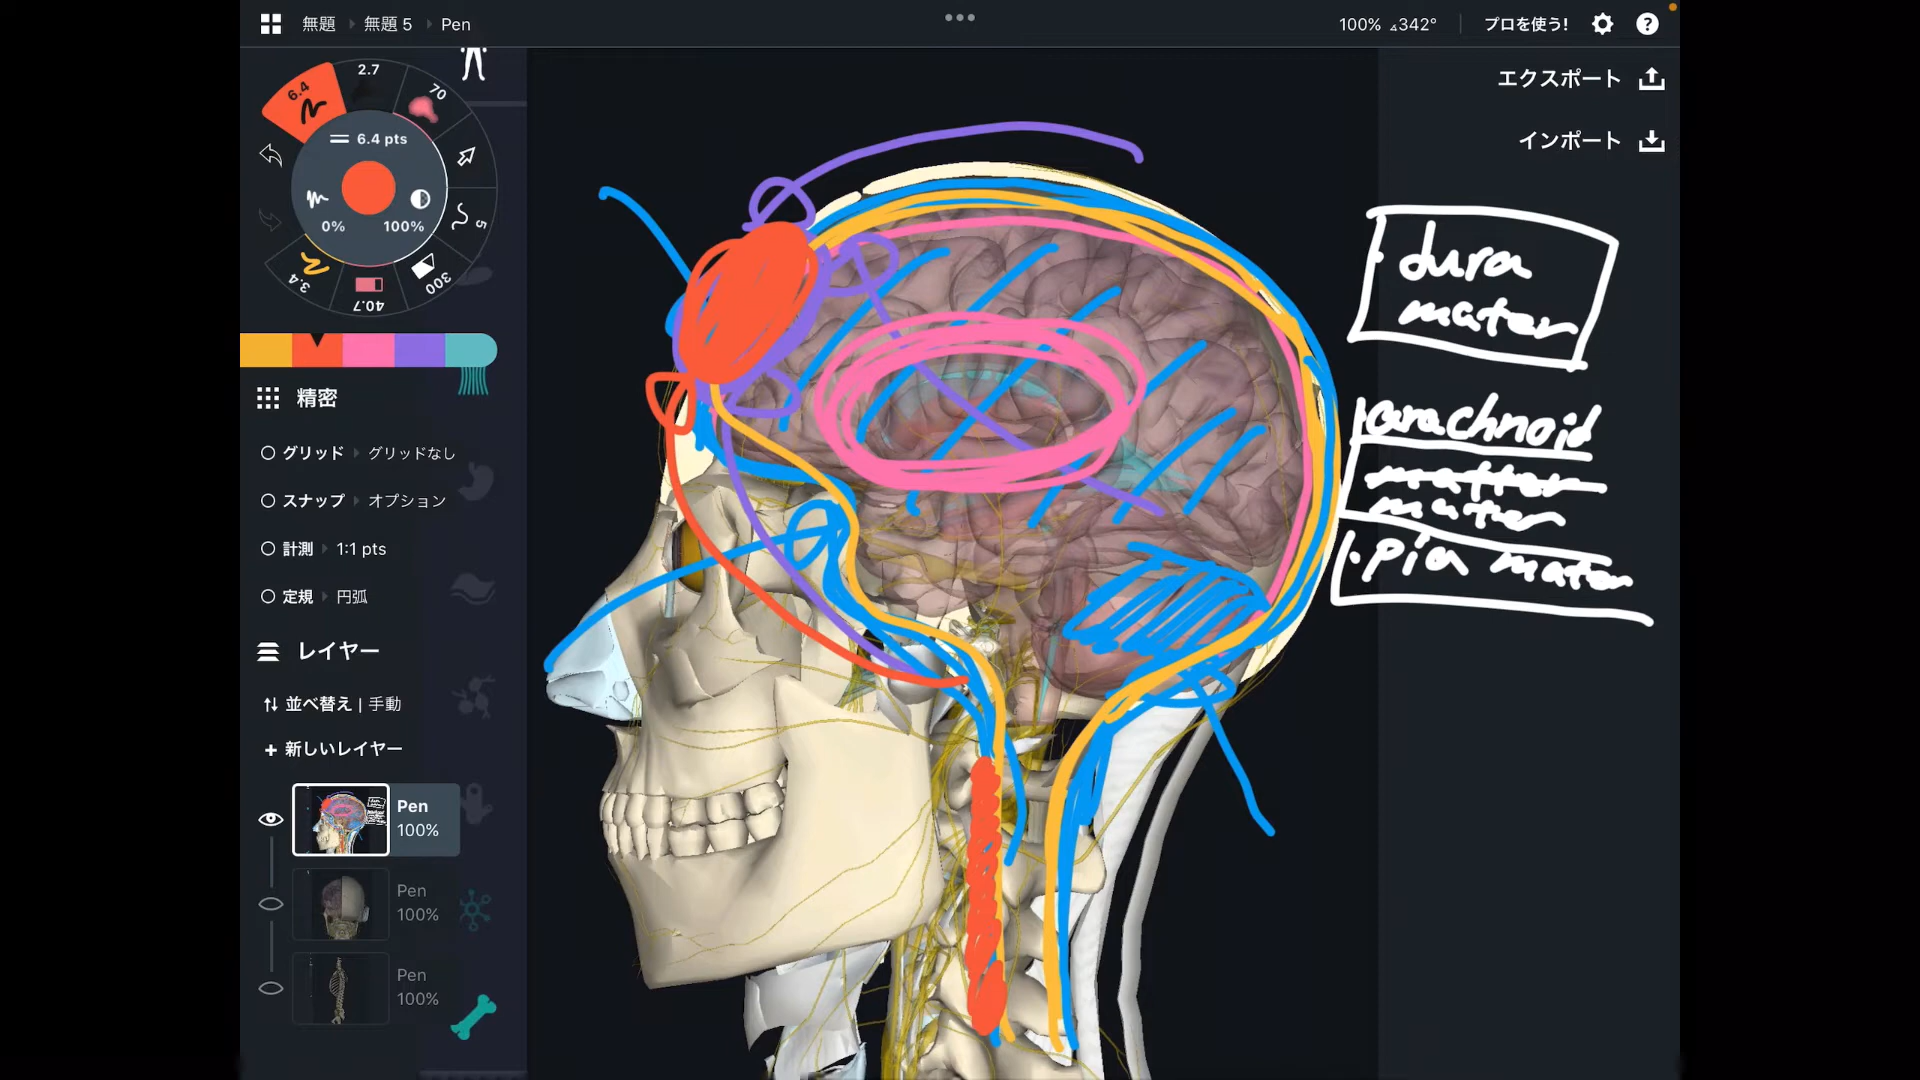 無題 無題 5 Pen
100% ⊿342°
プロを使う!
エクスポート
インポート
2.7
6.4
70
6.4 pts
0% 100%
5
3.4
40.7
300
精密
グリッド グリッドなし
スナップ オプション
計測 1:1 pts
定規 円弧
レイヤー
並べ替え | 手動
+ 新しいレイヤー
Pen
100%
Pen
100%
Pen
100%
dura
mater
arachnoid
matter
mater
pia mater